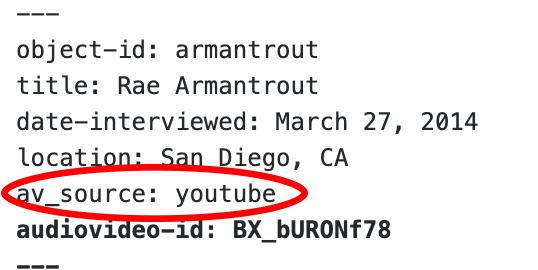 ---
object-id: armantrout
title: Rae Armantrout
date-interviewed: March 27, 2014
location: San Diego, CA
av_source: youtube
audiovideo-id: BX_bURONf78
---